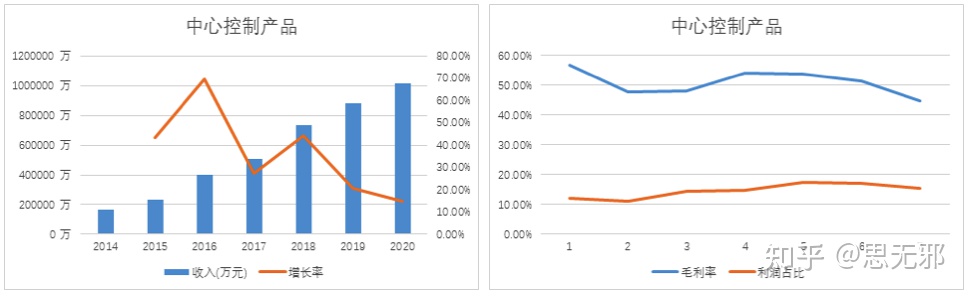 中心控制产品
1200000 万
1000000 万
800000 万
600000 万
400000 万
200000 万
0 万
80.00%
70.00%
60.00%
50.00%
40.00%
30.00%
20.00%
10.00%
0.00%
2014 2015 2016 2017 2018 2019 2020
收入(万元) 增长率
中心控制产品
60.00%
50.00%
40.00%
30.00%
20.00%
10.00%
0.00%
1 2 3 4 5 6
毛利率 利润占比
知乎 @思无邪